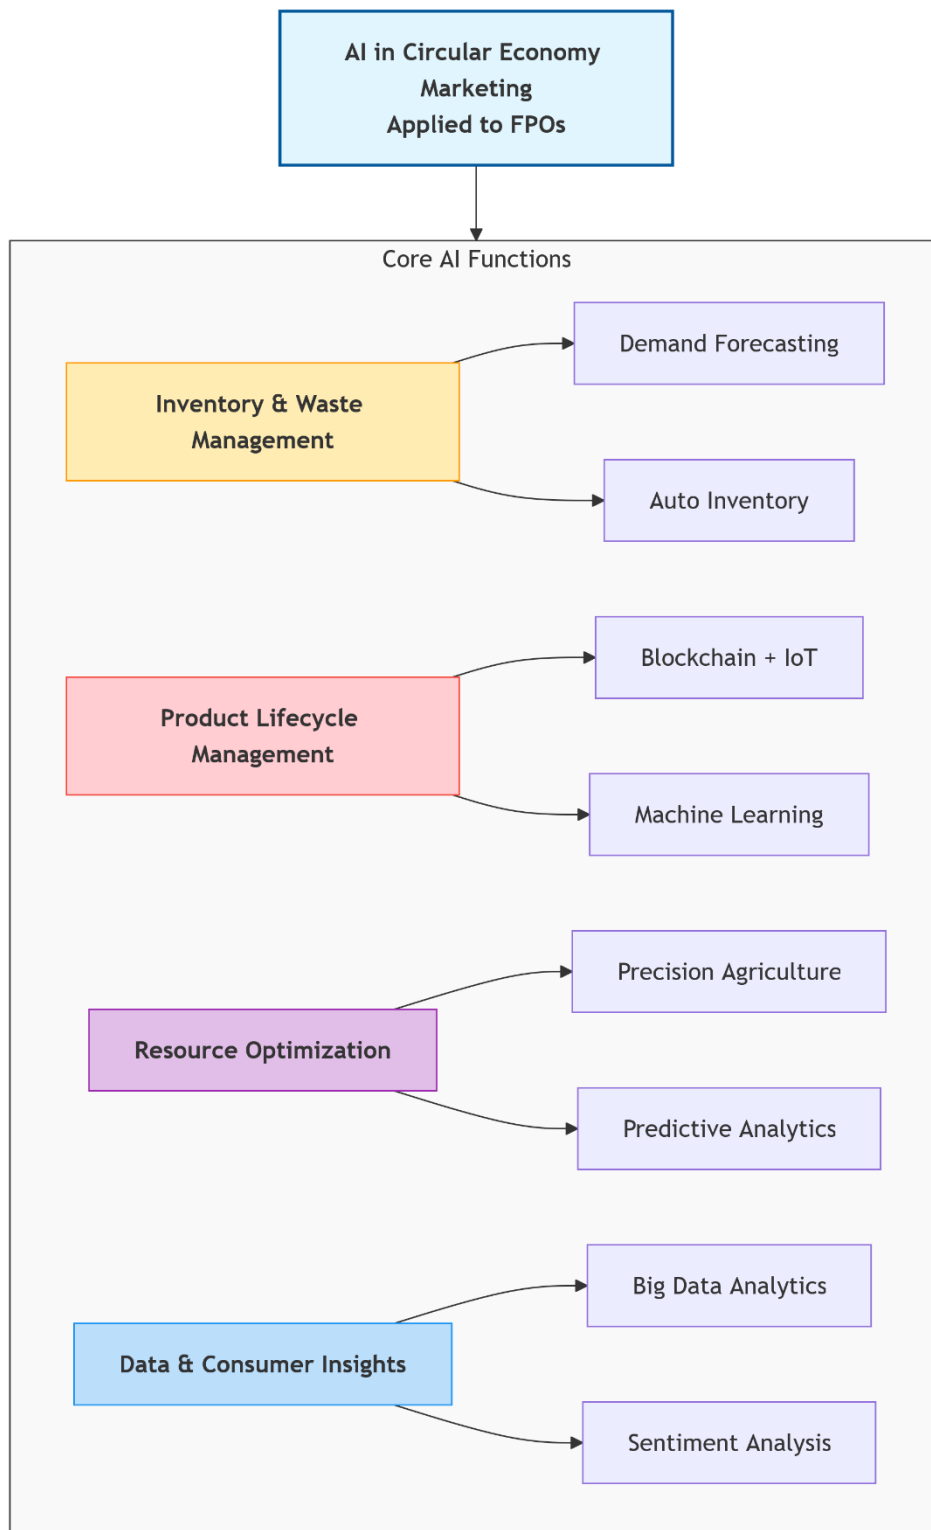 AI in Circular Economy
Marketing
Applied to FPOs
Core AI Functions
Inventory & Waste
Management
Demand Forecasting
Auto Inventory
Product Lifecycle
Management
Blockchain + IoT
Machine Learning
Resource Optimization
Precision Agriculture
Predictive Analytics
Data & Consumer Insights
Big Data Analytics
Sentiment Analysis